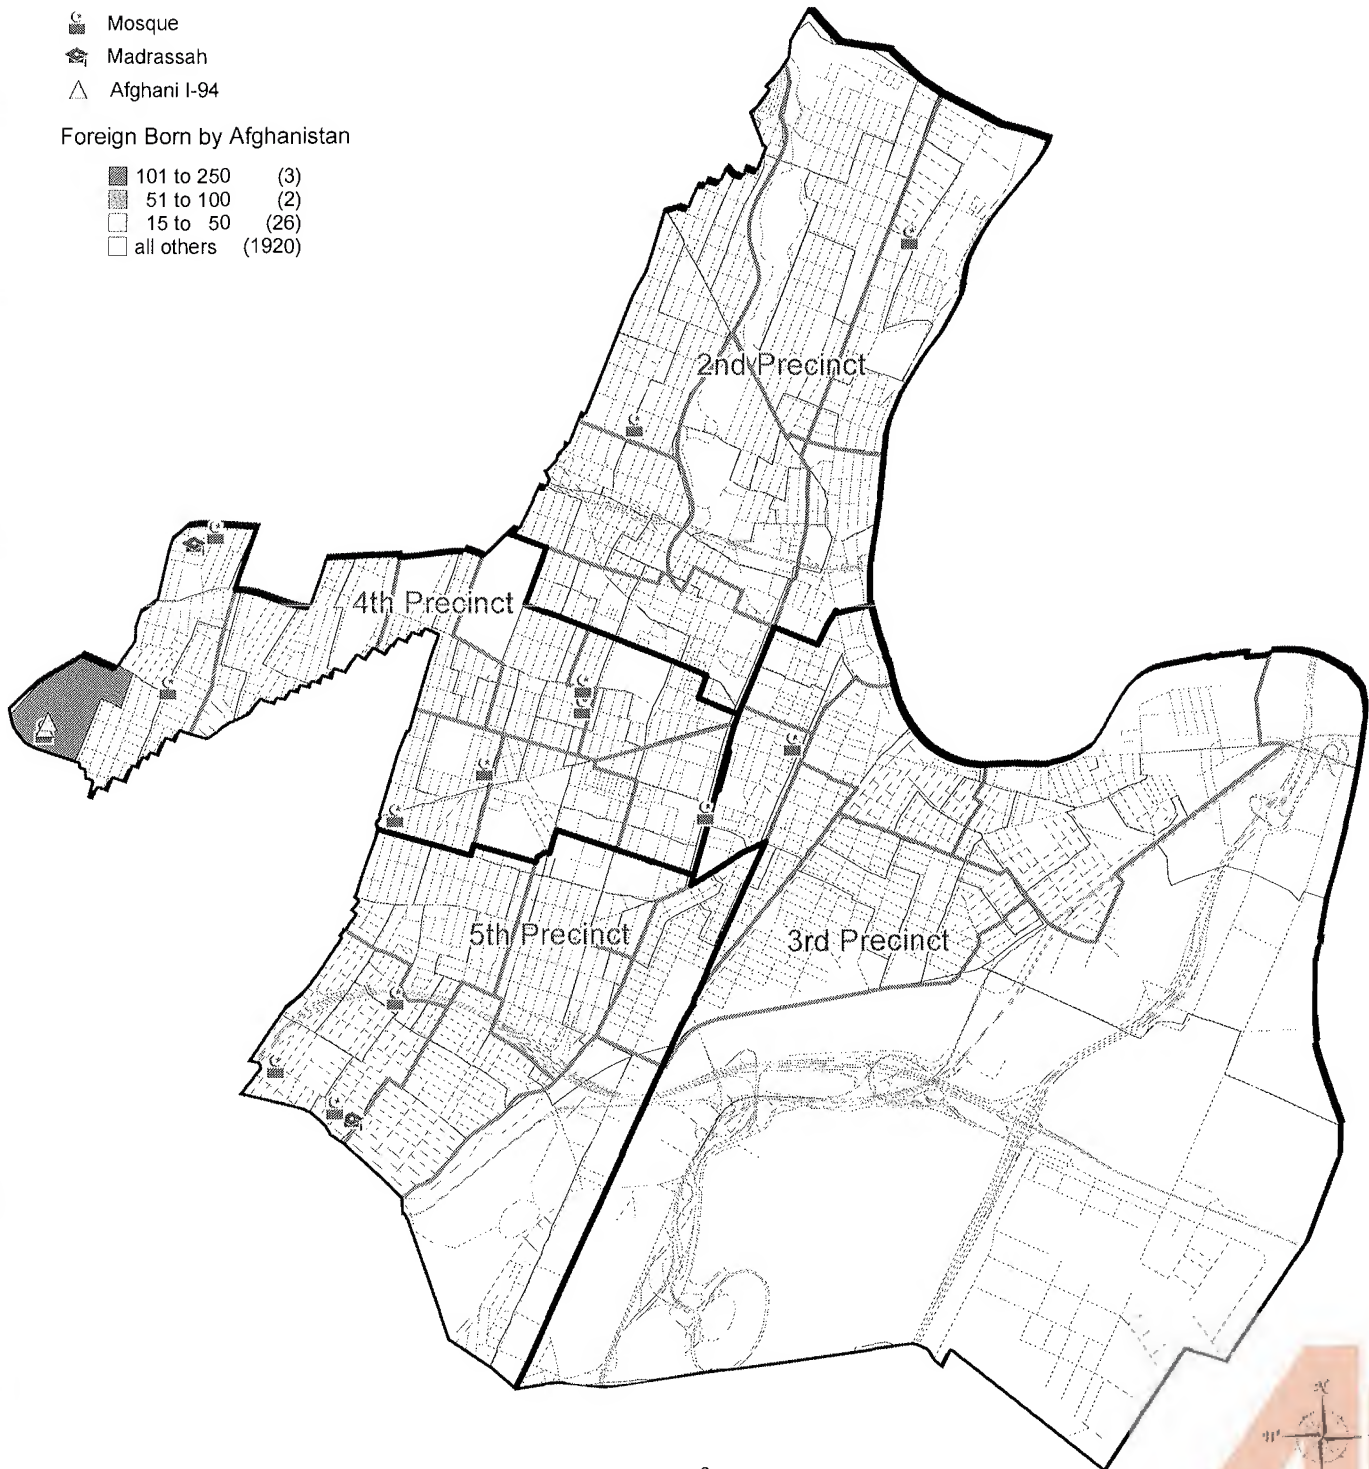 Mosque
Madrassah
Afghani I-94
Foreign Born by Afghanistan
101 to 250 (3)
51 to 100 (2)
15 to 50 (26)
all others (1920)
2nd Precinct
4th Precinct
5th Precinct
3rd Precinct
N
W